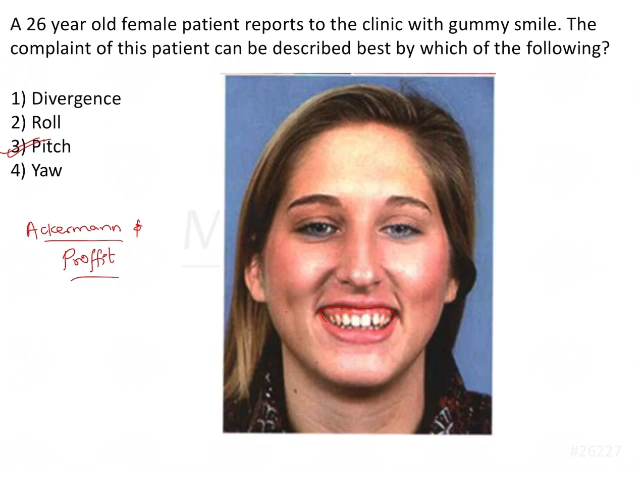 A 26 year old female patient reports to the clinic with gummy smile. The
complaint of this patient can be described best by which of the following?
1) Divergence
2) Roll
3) Pitch
4) Yaw
Ackermann &
Proffit
M
#26227